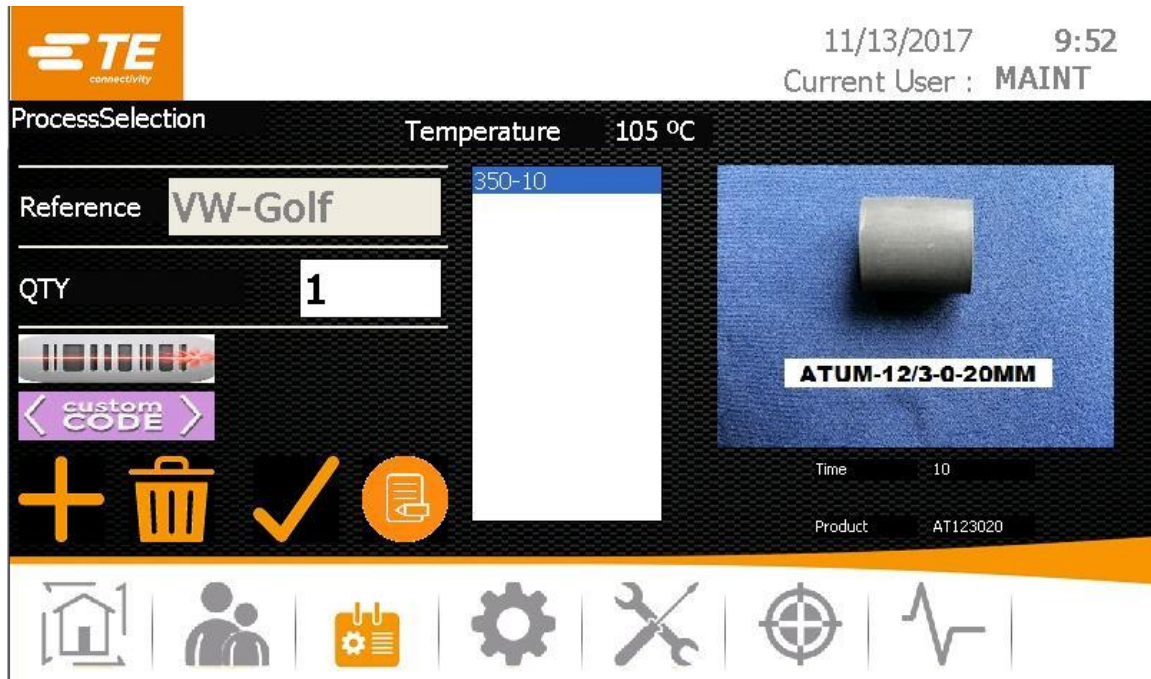 TE
connectivity
11/13/2017 9:52
Current User : MAINT
ProcessSelection
Temperature 105 ºC
350-10
Reference VW-Golf
QTY 1
custom
CODE
ATUM-12/3-0-20MM
Time 10
Product AT123020